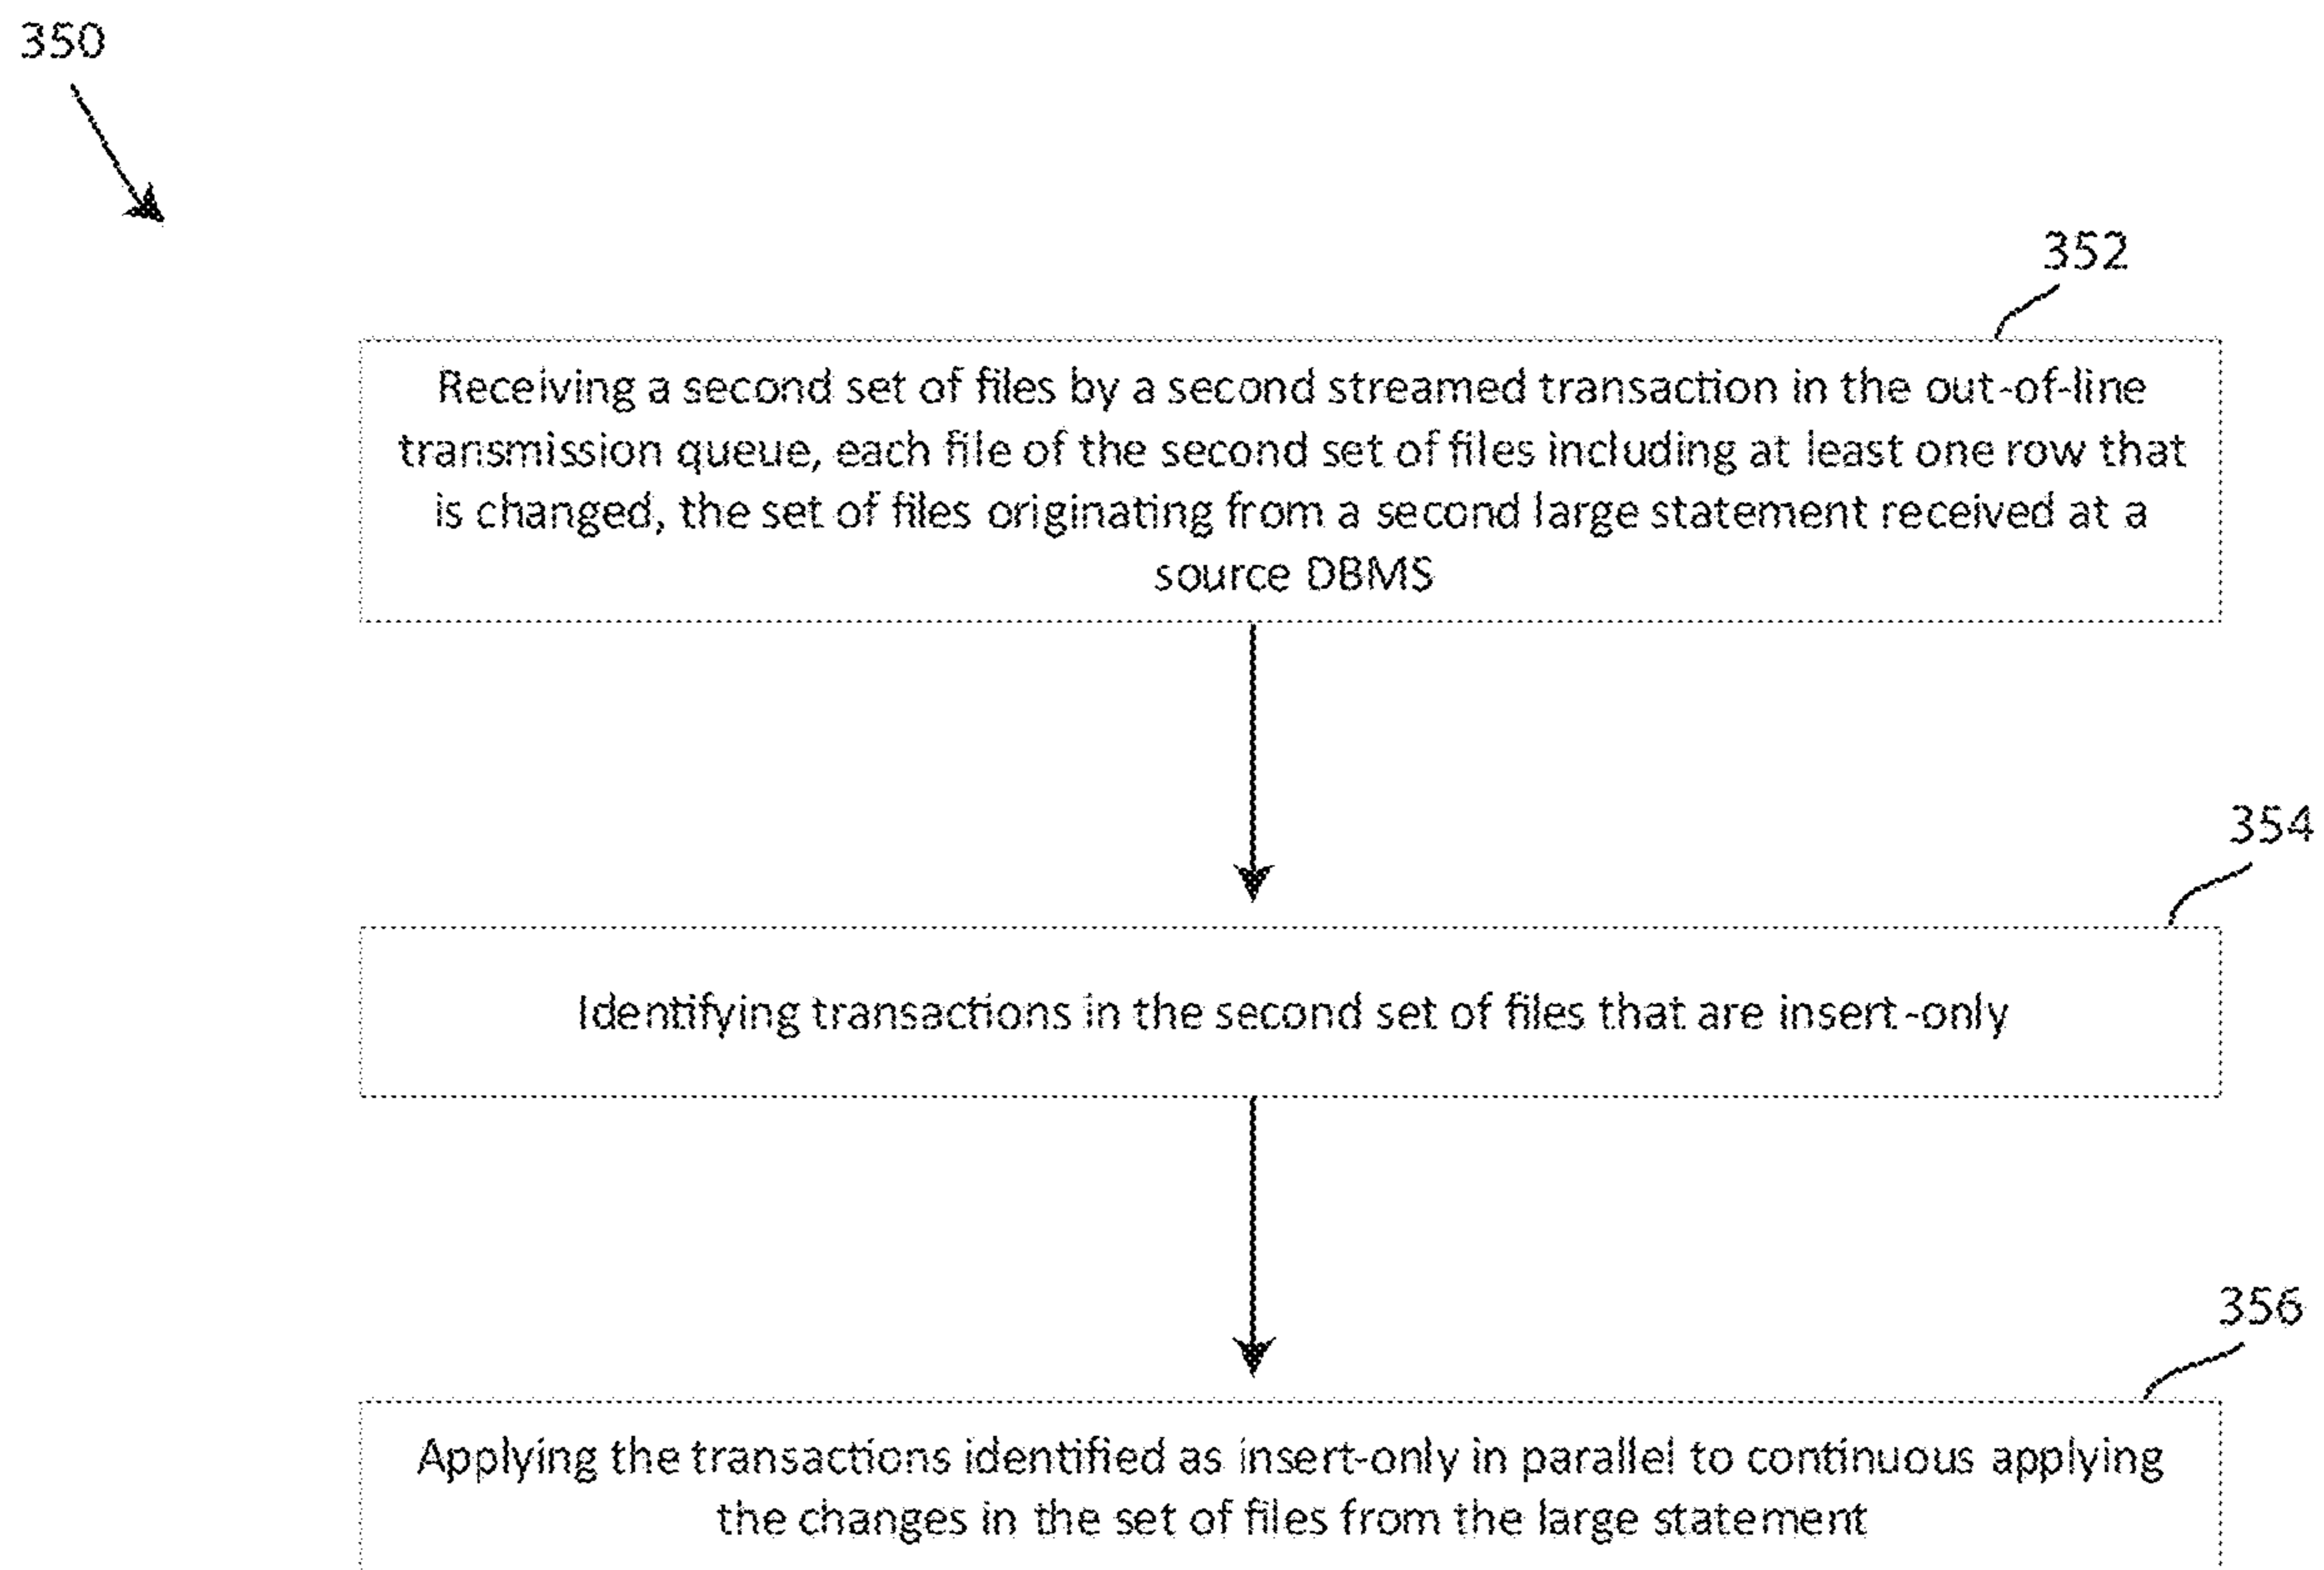 350
352
Receiving a second set of files by a second streamed transaction in the out-of-line
transmission queue, each file of the second set of files including at least one row that
is changed, the set of files originating from a second large statement received at a
source DBMS
354
Identifying transactions in the second set of files that are insert-only
356
Applying the transactions identified as insert-only in parallel to continuous applying
the changes in the set of files from the large statement